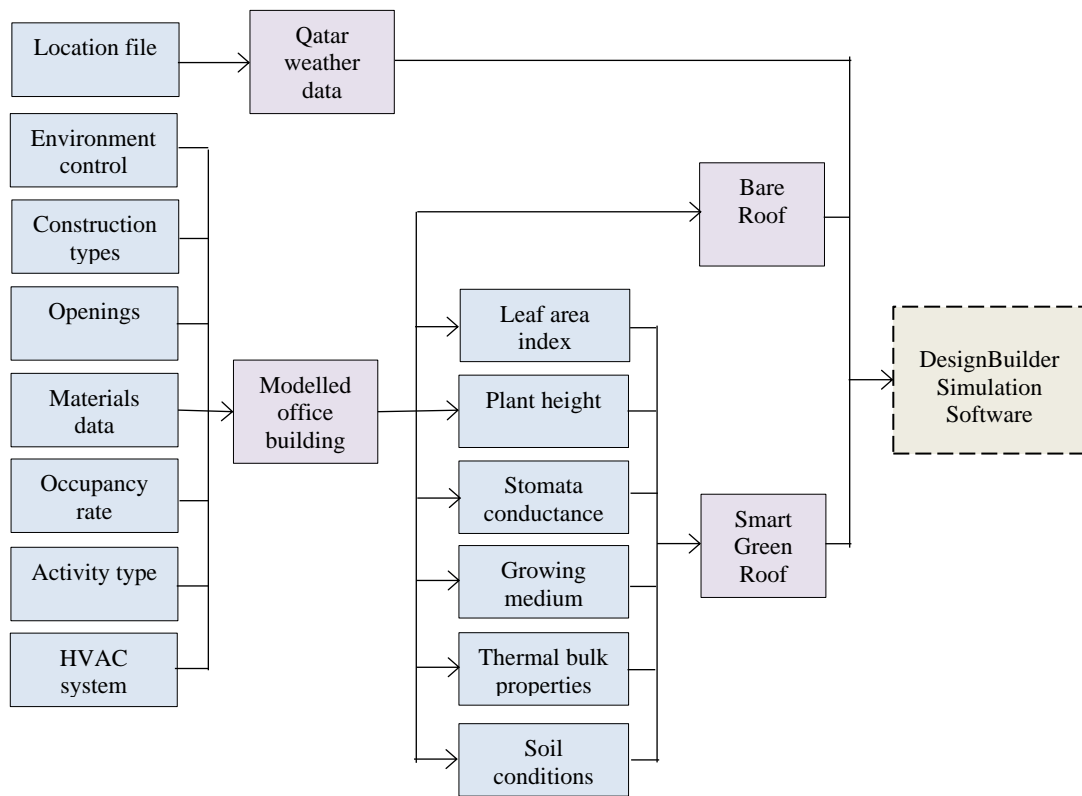 Location file
Qatar
weather
data
Environment
control
Construction
types
Openings
Materials
data
Occupancy
rate
Activity type
HVAC
system
Modelled
office
building
Bare
Roof
Leaf area
index
Plant height
Stomata
conductance
Growing
medium
Thermal bulk
properties
Soil
conditions
Smart
Green
Roof
DesignBuilder
Simulation
Software